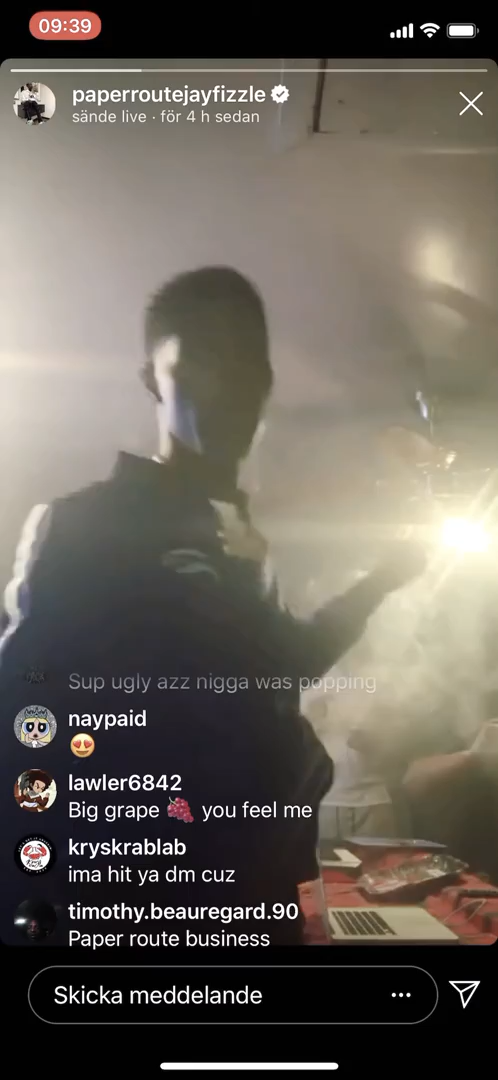 09:39
paperroutejayfizzle
sände live · för 4 h sedan
Sup ugly azz nigga was popping
naypaid
😍
lawler6842
Big grape 🍇 you feel me
kryskrablab
ima hit ya dm cuz
timothy.beauregard.90
Paper route business
Skicka meddelande